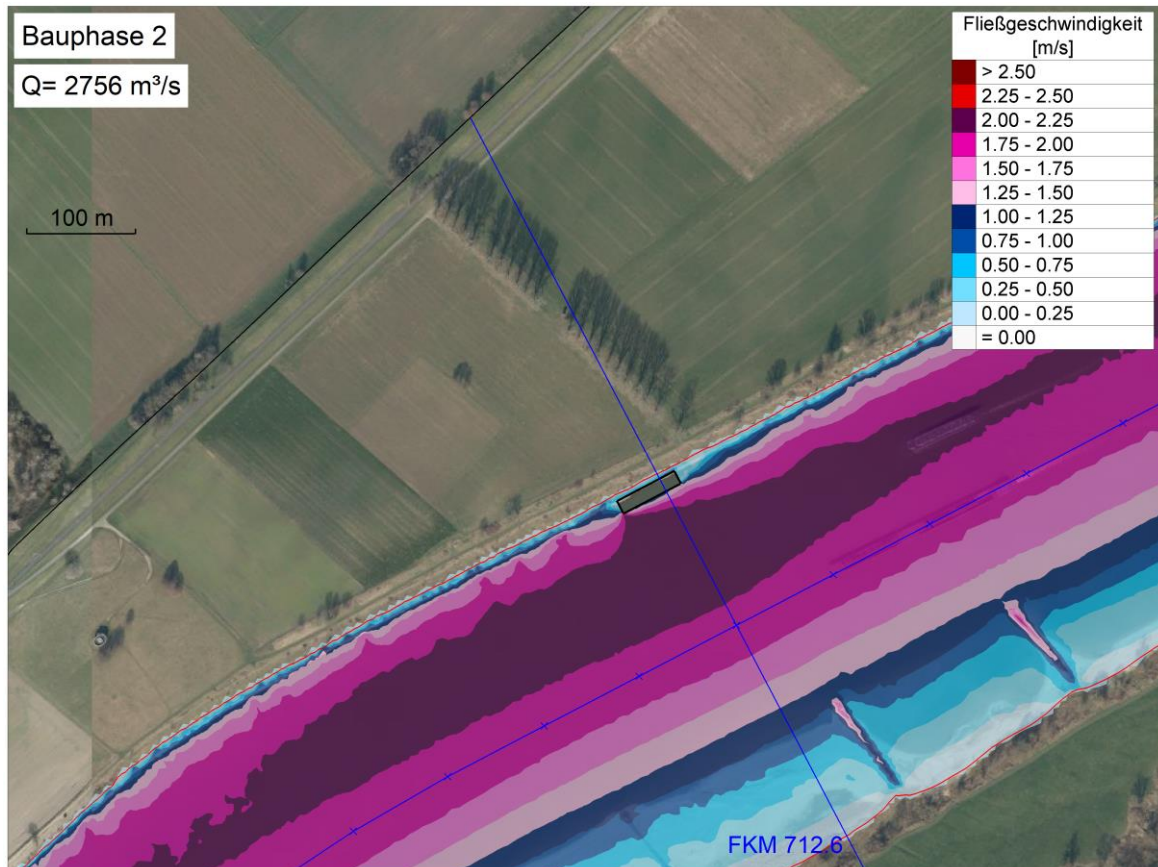 Bauphase 2
Q= 2756 m³/s
100 m
Fließgeschwindigkeit
[m/s]
> 2.50
2.25 - 2.50
2.00 - 2.25
1.75 - 2.00
1.50 - 1.75
1.25 - 1.50
1.00 - 1.25
0.75 - 1.00
0.50 - 0.75
0.25 - 0.50
0.00 - 0.25
= 0.00
FKM 712.6